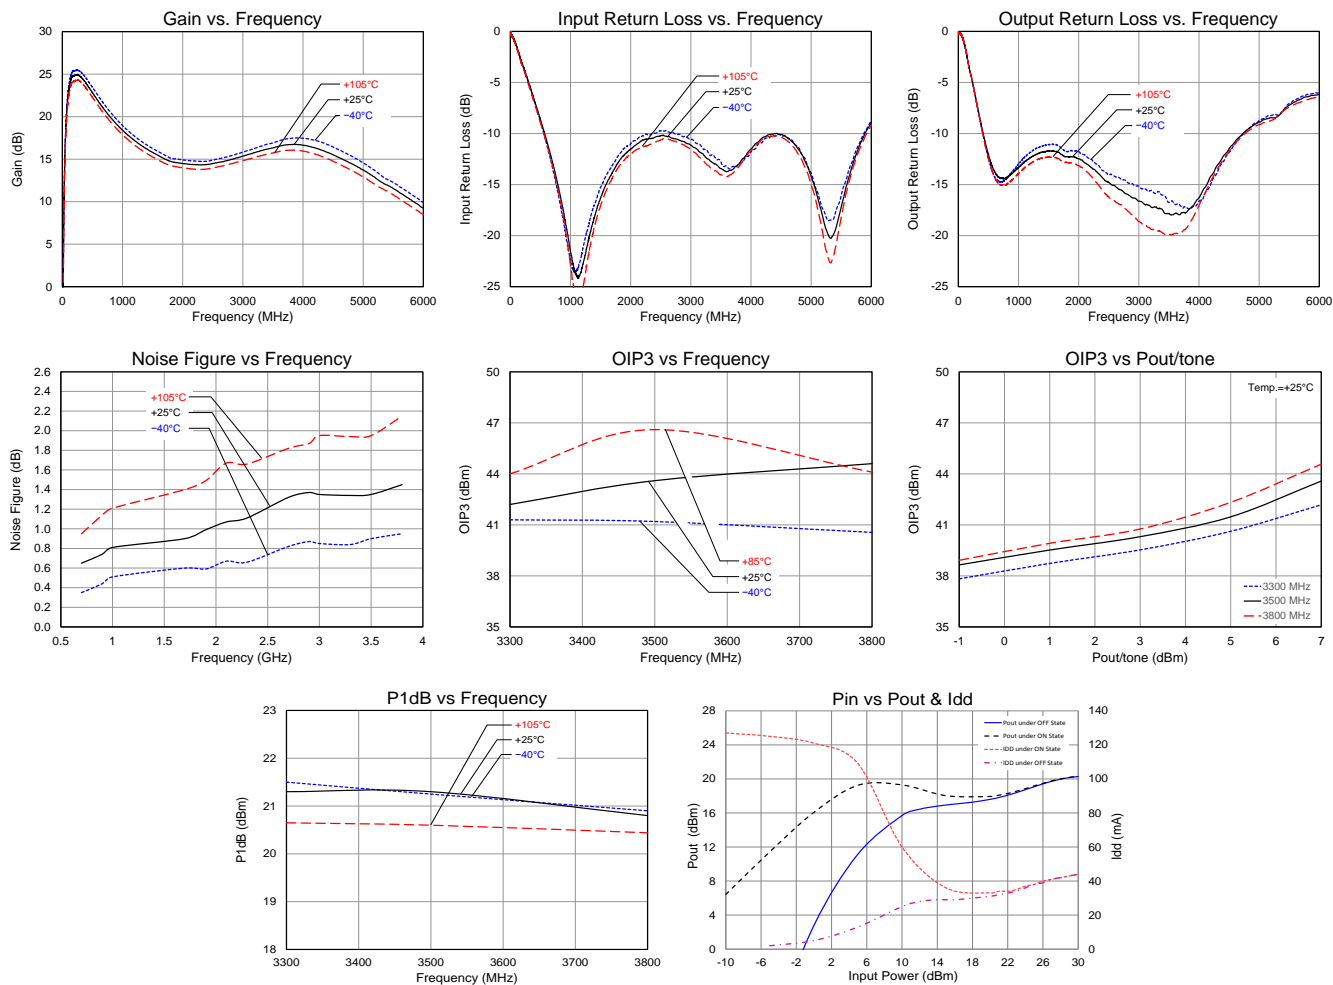 Gain vs. Frequency
30
25
20
15
10
5
0
Gain (dB)
+105°C
+25°C
−40°C
0 1000 2000 3000 4000 5000 6000
Frequency (MHz)
Input Return Loss vs. Frequency
0
-5
-10
-15
-20
-25
Input Return Loss (dB)
+105°C
+25°C
−40°C
0 1000 2000 3000 4000 5000 6000
Frequency (MHz)
Output Return Loss vs. Frequency
0
-5
-10
-15
-20
-25
Output Return Loss (dB)
+105°C
+25°C
−40°C
0 1000 2000 3000 4000 5000 6000
Frequency (MHz)
Noise Figure vs Frequency
2.6
2.4
2.2
2.0
1.8
1.6
1.4
1.2
1.0
0.8
0.6
0.4
0.2
0.0
Noise Figure (dB)
+105°C
+25°C
−40°C
0.5 1 1.5 2 2.5 3 3.5 4
Frequency (GHz)
OIP3 vs Frequency
50
47
44
41
38
35
OIP3 (dBm)
+85°C
+25°C
−40°C
3300 3400 3500 3600 3700 3800
Frequency (MHz)
OIP3 vs Pout/tone
50
47
44
41
38
35
OIP3 (dBm)
Temp.=+25°C
3300 MHz
3500 MHz
3800 MHz
-1 0 1 2 3 4 5 6 7
Pout/tone (dBm)
P1dB vs Frequency
23
22
21
20
19
18
P1dB (dBm)
+105°C
+25°C
−40°C
3300 3400 3500 3600 3700 3800
Frequency (MHz)
Pin vs Pout & Idd
28
24
20
16
12
8
4
0
Pout (dBm)
Pout under OFF State
Pout under ON State
IDD under ON State
IDD under OFF State
140
120
100
80
60
40
20
0
Idd (mA)
-10 -6 -2 2 6 10 14 18 22 26 30
Input Power (dBm)